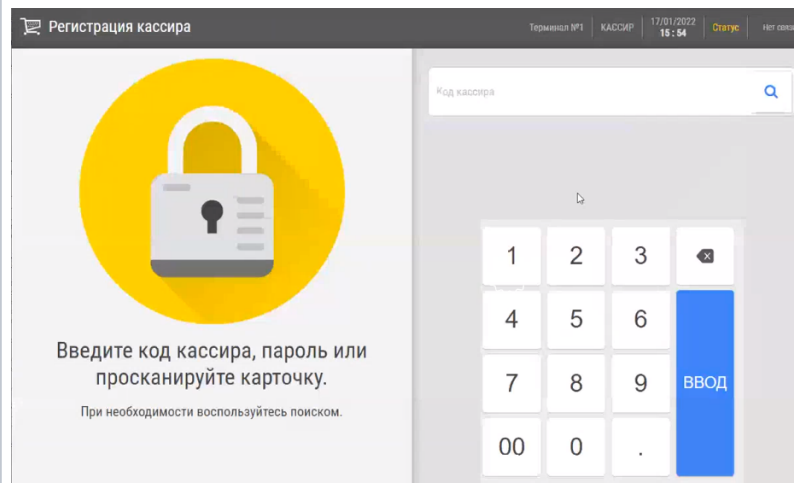 Регистрация кассира
Терминал №1
КАССИР
17/01/2022
15 : 54
Статус
Нет связи
Код кассира
Введите код кассира, пароль или
просканируйте карточку.
При необходимости воспользуйтесь поиском.
1 2 3
4 5 6
7 8 9 ВВОД
00 0 .